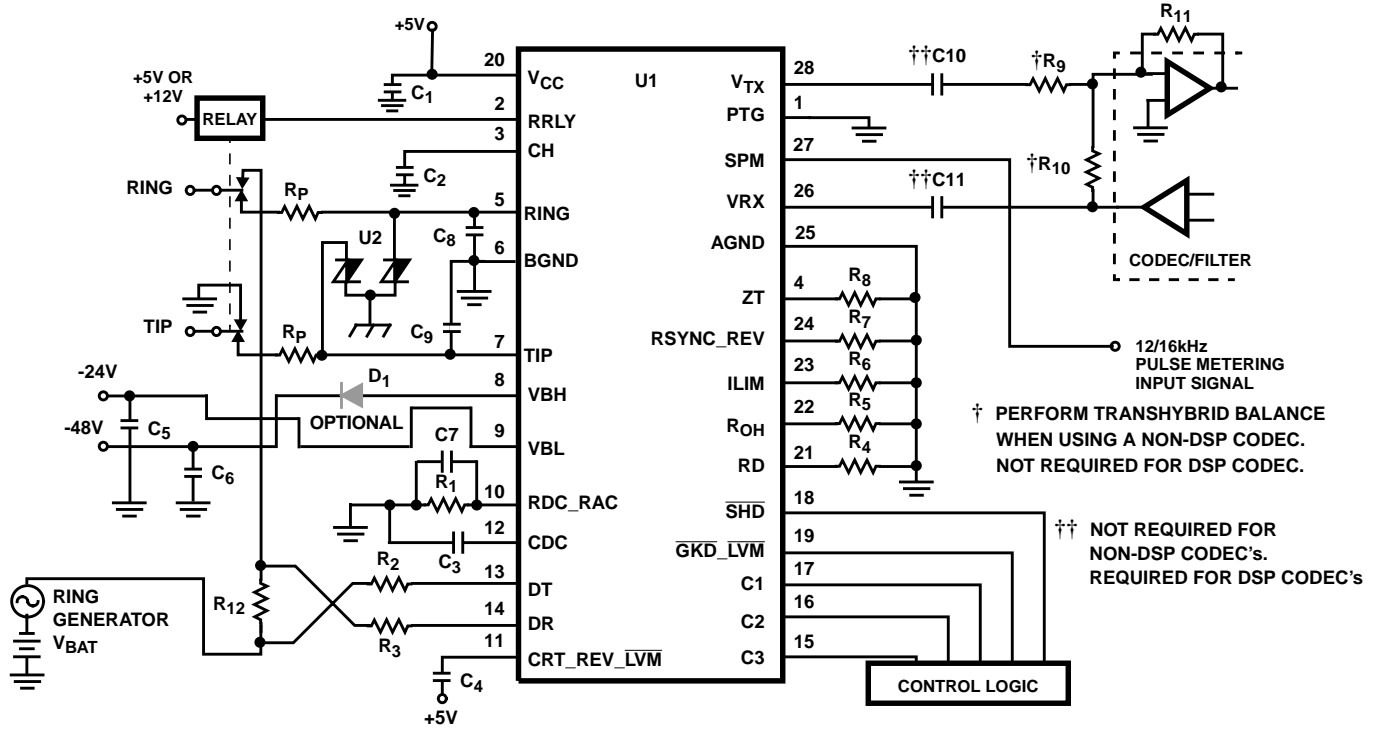 +5V
20
VCC
C1
+5V OR
+12V
RELAY
2
RRLY
3
CH
C2
RING
RP
5
RING
U2
C8
6
BGND
TIP
RP
C9
7
TIP
-24V
D1
8
VBH
OPTIONAL
-48V
C5
9
VBL
C6
C7
R1
10
RDC_RAC
12
CDC
C3
R2
13
DT
RING
GENERATOR
VBAT
R12
14
DR
R3
11
CRT_REV_LVM
C4
+5V
U1
VTX
28
††C10
†R9
R11
PTG
1
SPM
27
†R10
VRX
26
††C11
AGND
25
CODEC/FILTER
ZT
4
R8
RSYNC_REV
24
R7
12/16kHz
PULSE METERING
INPUT SIGNAL
ILIM
23
R6
ROH
22
R5
RD
21
R4
† PERFORM TRANSHYBRID BALANCE
WHEN USING A NON-DSP CODEC.
NOT REQUIRED FOR DSP CODEC.
SHD
18
GKD_LVM
19
C1
17
C2
16
C3
15
CONTROL LOGIC
†† NOT REQUIRED FOR
NON-DSP CODEC's.
REQUIRED FOR DSP CODEC's